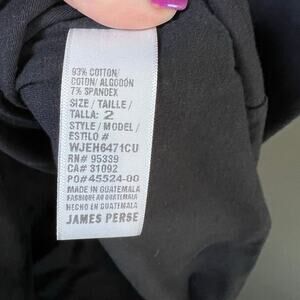 93% COTTON/
COTON/ ALGODÓN
7% SPANDEX
SIZE / TAILLE /
TALLA: 2
STYLE / MODEL /
ESTILO #
WJEH6471CU
RN# 95339
CA# 31092
PO#45524-00
MADE IN GUATEMALA
FABRIQUE AU GUATEMALA
HECHO EN GUATEMALA
JAMES PERSE